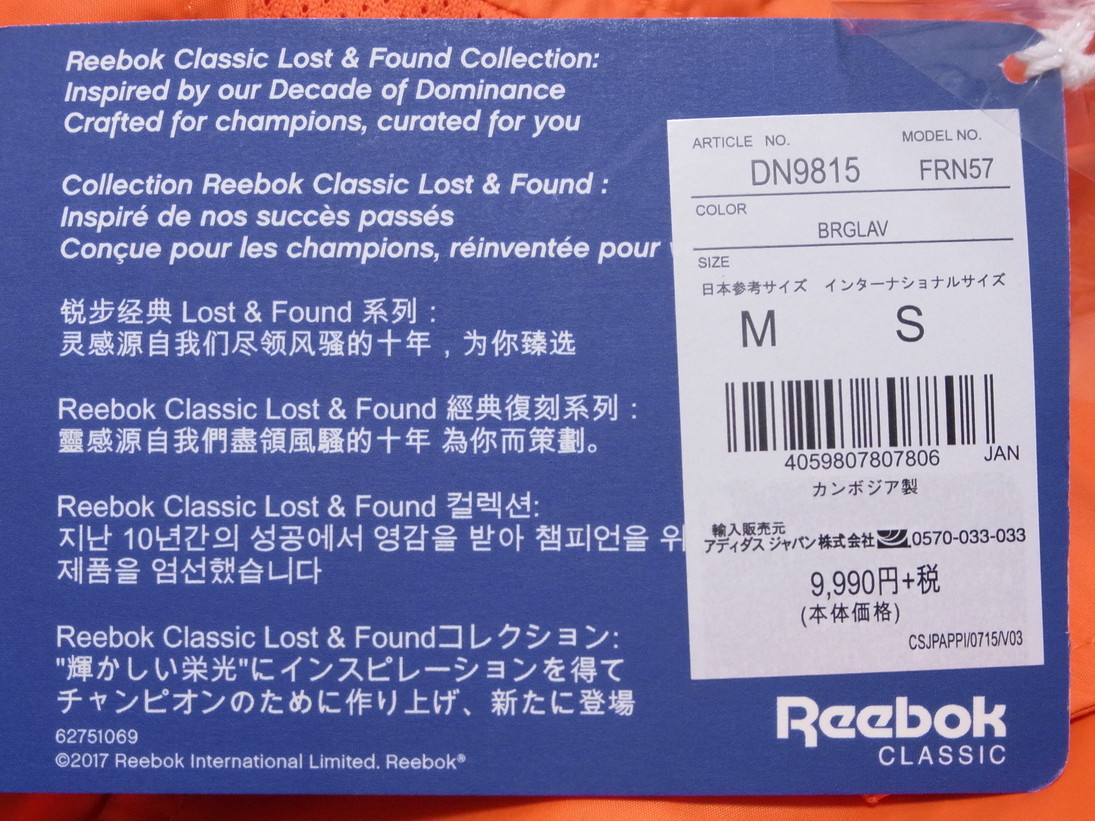 Reebok Classic Lost & Found Collection:
Inspired by our Decade of Dominance
Crafted for champions, curated for you
Collection Reebok Classic Lost & Found :
Inspiré de nos succès passés
Conçue pour les champions, réinventée pour
锐步经典 Lost & Found 系列：
灵感源自我们尽领风骚的十年，为你臻选
Reebok Classic Lost & Found 經典復刻系列：
靈感源自我們盡領風騷的十年 為你而策劃。
Reebok Classic Lost & Found 컬렉션:
지난 10년간의 성공에서 영감을 받아 챔피언을 위
제품을 엄선했습니다
Reebok Classic Lost & Foundコレクション:
"輝かしい栄光"にインスピレーションを得て
チャンピオンのために作り上げ、新たに登場
62751069
©2017 Reebok International Limited. Reebok®
ARTICLE NO. MODEL NO.
DN9815 FRN57
COLOR
BRGLAV
SIZE
日本参考サイズ インターナショナルサイズ
M S
4059807807806 JAN
カンボジア製
輸入販売元
アディダス ジャパン株式会社 0570-033-033
9,990円+税
(本体価格)
CSJPAPPI/0715/V03
Reebok
CLASSIC